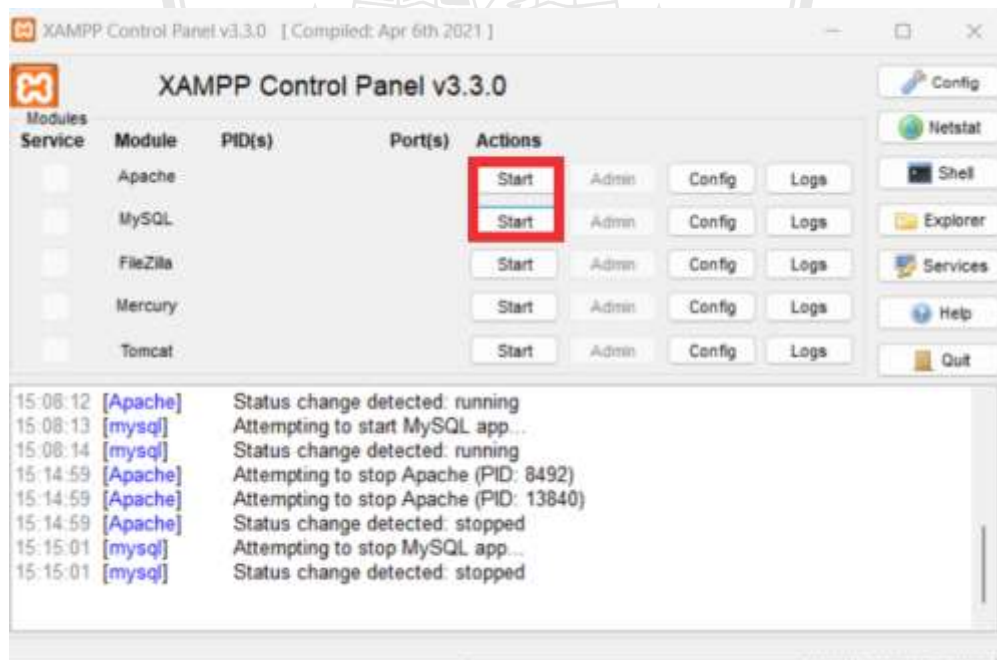 XAMPP Control Panel v3.3.0 [ Compiled: Apr 6th 2021 ]
XAMPP Control Panel v3.3.0
Config
Modules
Service Module PID(s) Port(s) Actions
Netstat
Apache Start Admin Config Logs
Shell
MySQL Start Admin Config Logs
Explorer
FileZilla Start Admin Config Logs
Services
Mercury Start Admin Config Logs
Help
Tomcat Start Admin Config Logs
Quit
15:08:12 [Apache] Status change detected: running
15:08:13 [mysql] Attempting to start MySQL app...
15:08:14 [mysql] Status change detected: running
15:14:59 [Apache] Attempting to stop Apache (PID: 8492)
15:14:59 [Apache] Attempting to stop Apache (PID: 13840)
15:14:59 [Apache] Status change detected: stopped
15:15:01 [mysql] Attempting to stop MySQL app...
15:15:01 [mysql] Status change detected: stopped